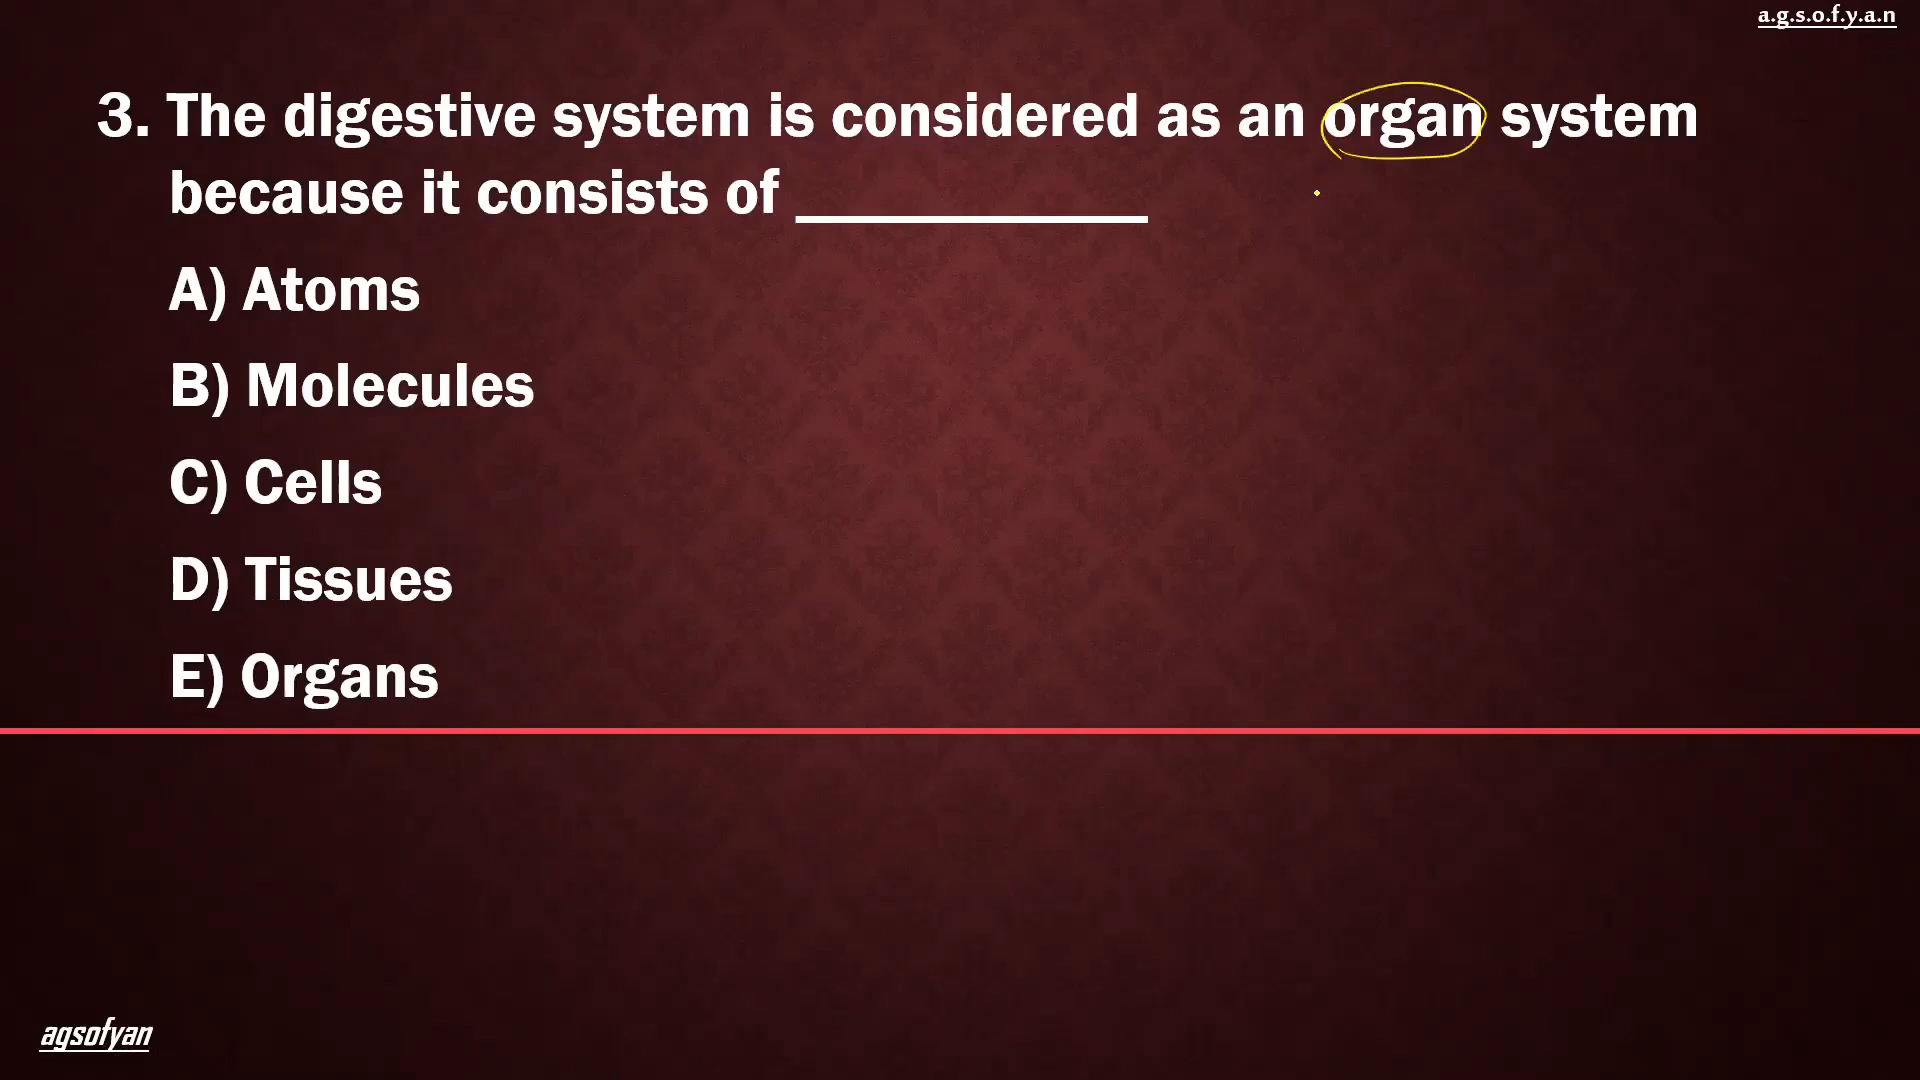 a.g.s.o.f.y.a.n
3. The digestive system is considered as an organ system
because it consists of ___________
A) Atoms
B) Molecules
C) Cells
D) Tissues
E) Organs
agsofyan